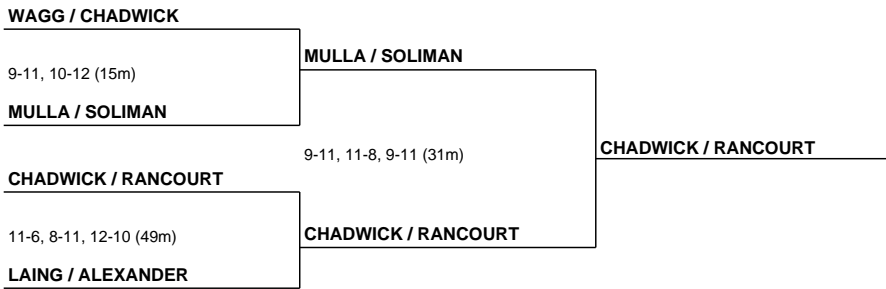 WAGG / CHADWICK
9-11, 10-12 (15m)
MULLA / SOLIMAN
MULLA / SOLIMAN
9-11, 11-8, 9-11 (31m)
CHADWICK / RANCOURT
CHADWICK / RANCOURT
11-6, 8-11, 12-10 (49m)
CHADWICK / RANCOURT
LAING / ALEXANDER